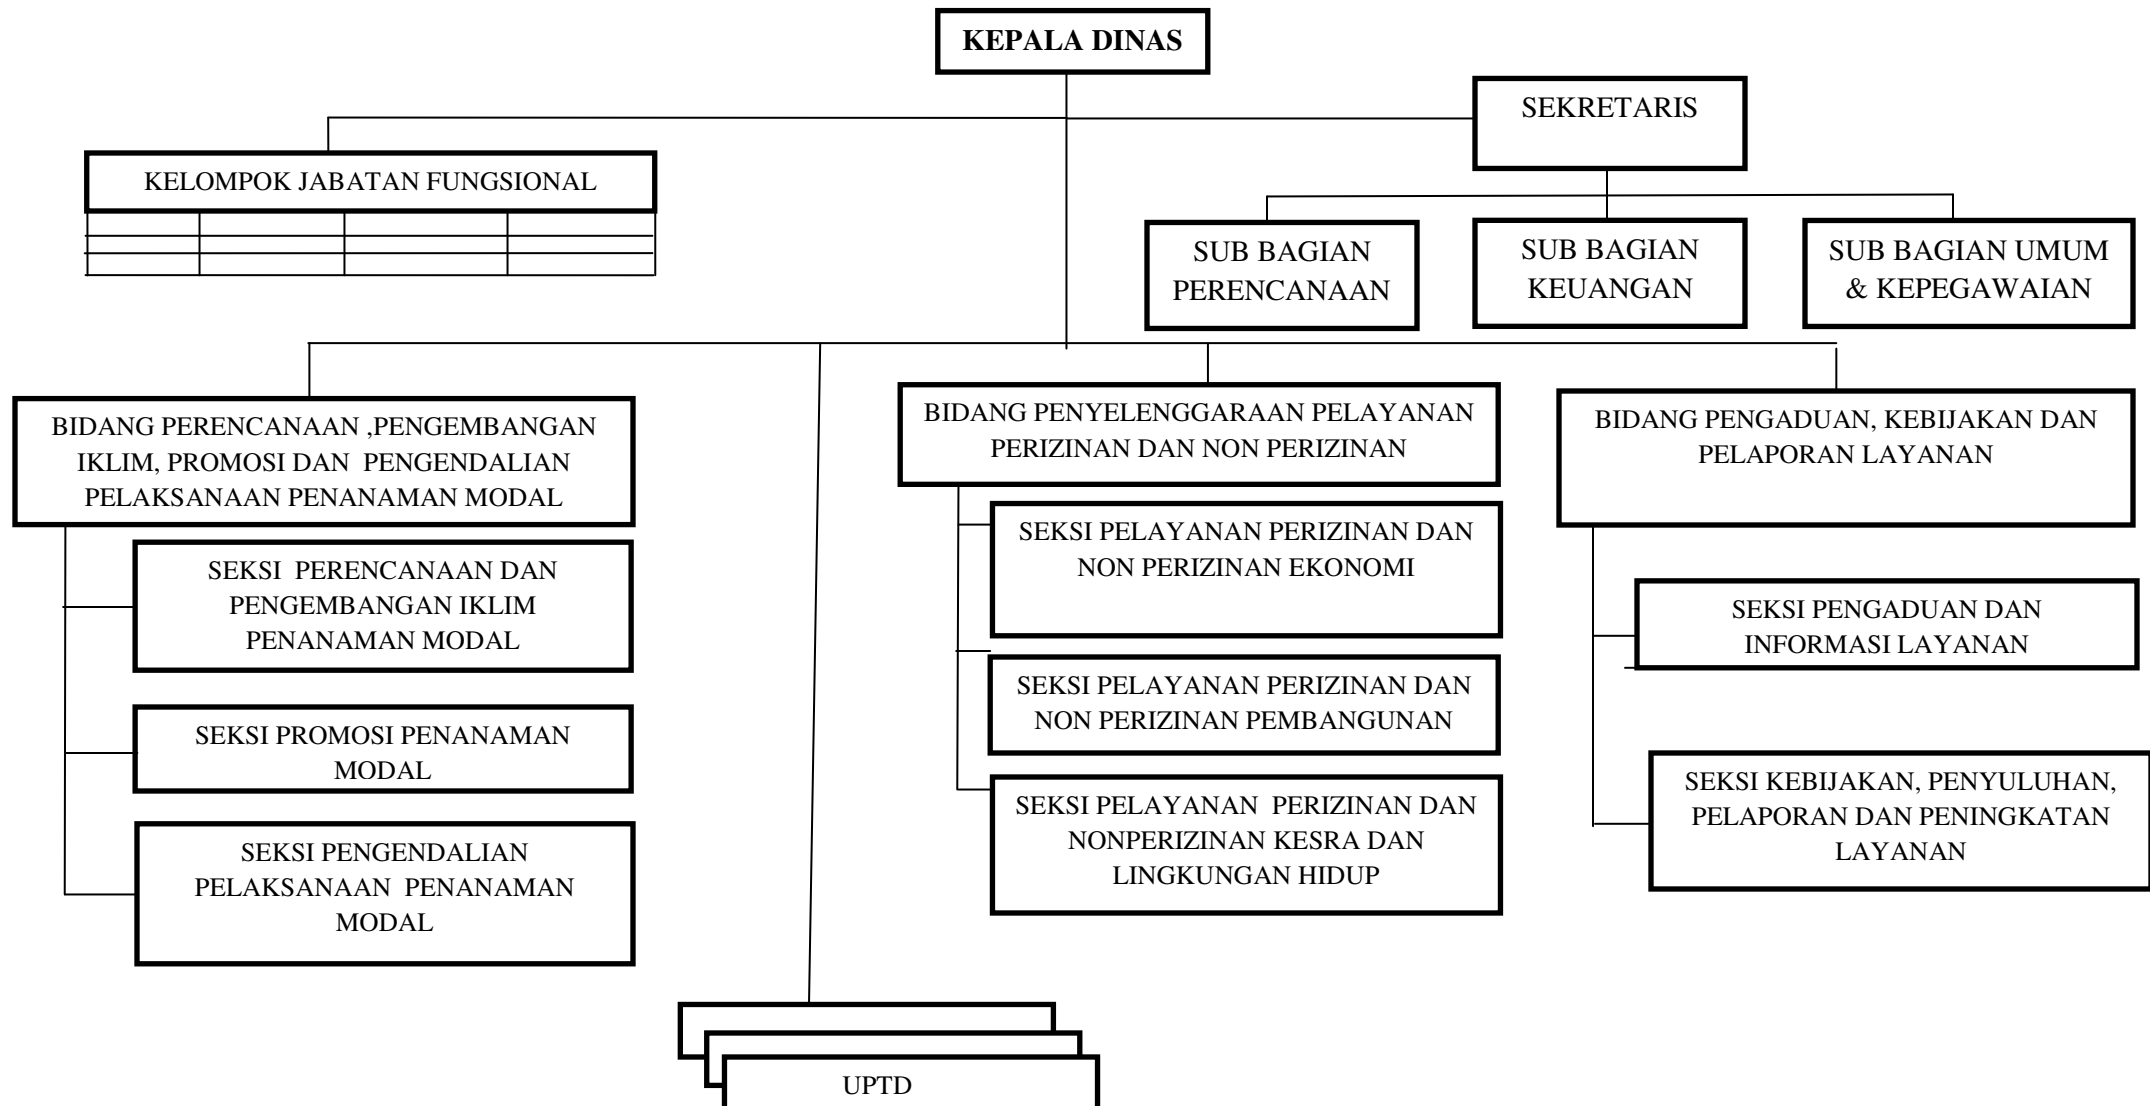 KEPALA DINAS
SEKRETARIS
KELOMPOK JABATAN FUNGSIONAL
SUB BAGIAN
PERENCANAAN
SUB BAGIAN
KEUANGAN
SUB BAGIAN UMUM
& KEPEGAWAIAN
BIDANG PERENCANAAN ,PENGEMBANGAN
IKLIM, PROMOSI DAN PENGENDALIAN
PELAKSANAAN PENANAMAN MODAL
SEKSI PERENCANAAN DAN
PENGEMBANGAN IKLIM
PENANAMAN MODAL
SEKSI PROMOSI PENANAMAN
MODAL
SEKSI PENGENDALIAN
PELAKSANAAN PENANAMAN
MODAL
BIDANG PENYELENGGARAAN PELAYANAN
PERIZINAN DAN NON PERIZINAN
SEKSI PELAYANAN PERIZINAN DAN
NON PERIZINAN EKONOMI
SEKSI PELAYANAN PERIZINAN DAN
NON PERIZINAN PEMBANGUNAN
SEKSI PELAYANAN PERIZINAN DAN
NONPERIZINAN KESRA DAN
LINGKUNGAN HIDUP
BIDANG PENGADUAN, KEBIJAKAN DAN
PELAPORAN LAYANAN
SEKSI PENGADUAN DAN
INFORMASI LAYANAN
SEKSI KEBIJAKAN, PENYULUHAN,
PELAPORAN DAN PENINGKATAN
LAYANAN
UPTD